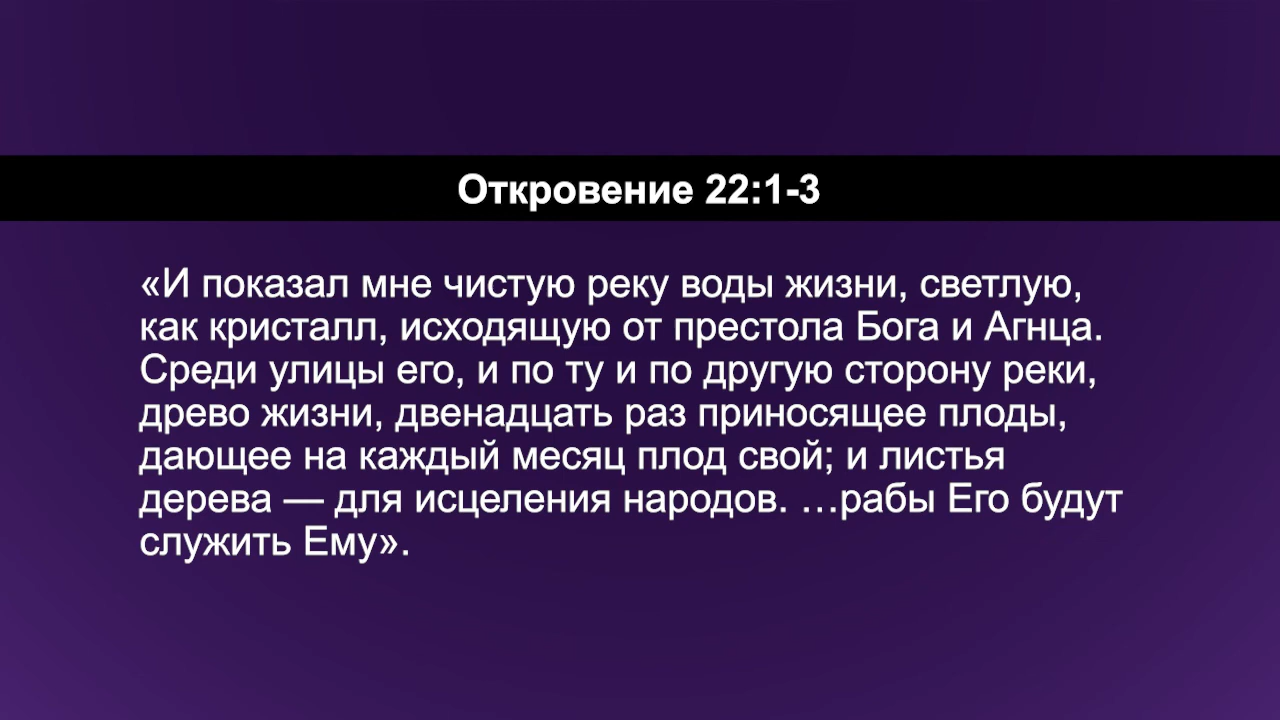 Откровение 22:1-3
«И показал мне чистую реку воды жизни, светлую,
как кристалл, исходящую от престола Бога и Агнца.
Среди улицы его, и по ту и по другую сторону реки,
древо жизни, двенадцать раз приносящее плоды,
дающее на каждый месяц плод свой; и листья
дерева — для исцеления народов. …рабы Его будут
служить Ему».